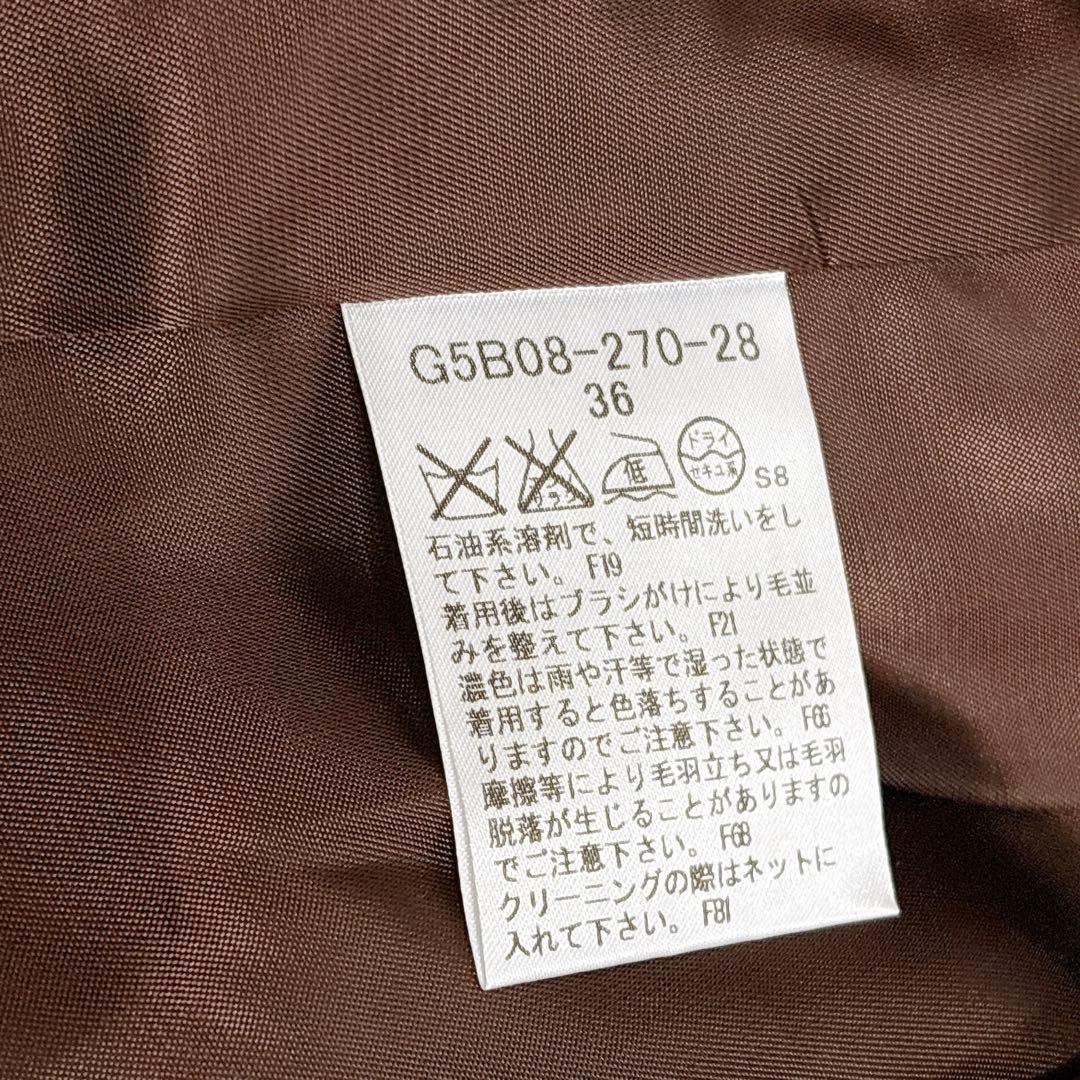 G5B08-270-28
36
エンソサラシ
低
ドライ
セキユ系
S8
石油系溶剤で、短時間洗いをし
て下さい。F19
着用後はブラシがけにより毛並
みを整えて下さい。F21
濃色は雨や汗等で湿った状態で
着用すると色落ちすることがあ
りますのでご注意下さい。F66
摩擦等により毛羽立ち又は毛羽
脱落が生じることがありますの
でご注意下さい。F68
クリーニングの際はネットに
入れて下さい。F81